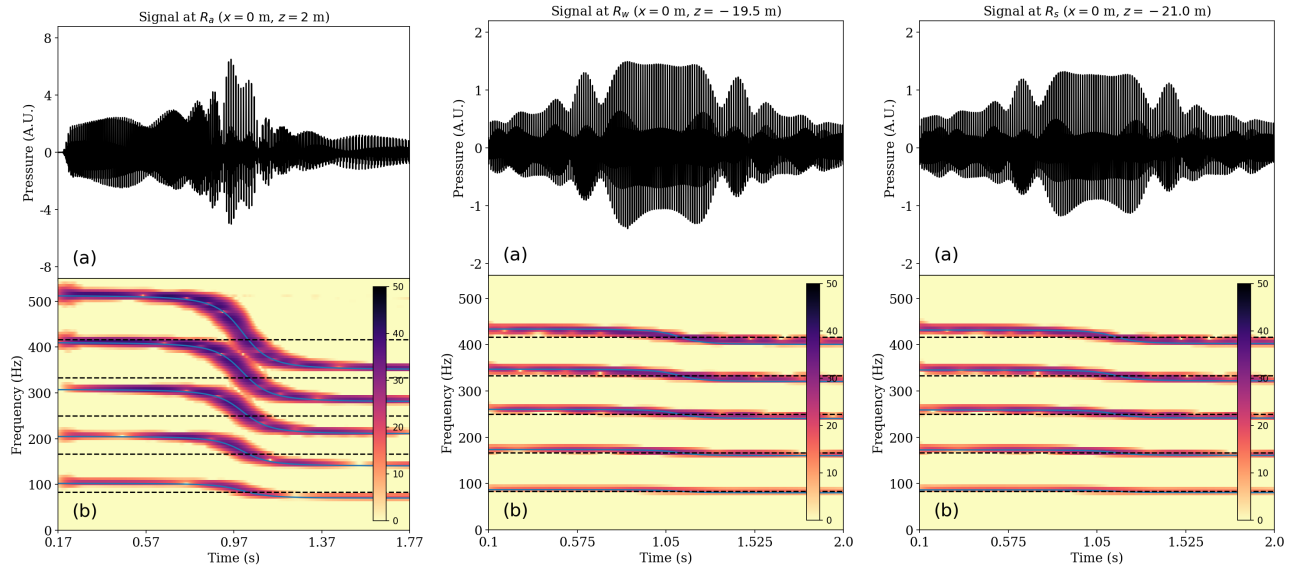 Signal at Rₐ (x=0 m, z=2 m)
8
4
0
-4
-8
Pressure (A.U.)
(a)
500
400
300
200
100
0
Frequency (Hz)
50
40
30
20
10
0
(b)
0.17 0.57 0.97 1.37 1.77
Time (s)
Signal at R_w (x=0 m, z=−19.5 m)
2
1
0
-1
-2
Pressure (A.U.)
(a)
500
400
300
200
100
0
Frequency (Hz)
50
40
30
20
10
0
(b)
0.1 0.575 1.05 1.525 2.0
Time (s)
Signal at R_s (x=0 m, z=−21.0 m)
2
1
0
-1
-2
Pressure (A.U.)
(a)
500
400
300
200
100
0
Frequency (Hz)
50
40
30
20
10
0
(b)
0.1 0.575 1.05 1.525 2.0
Time (s)